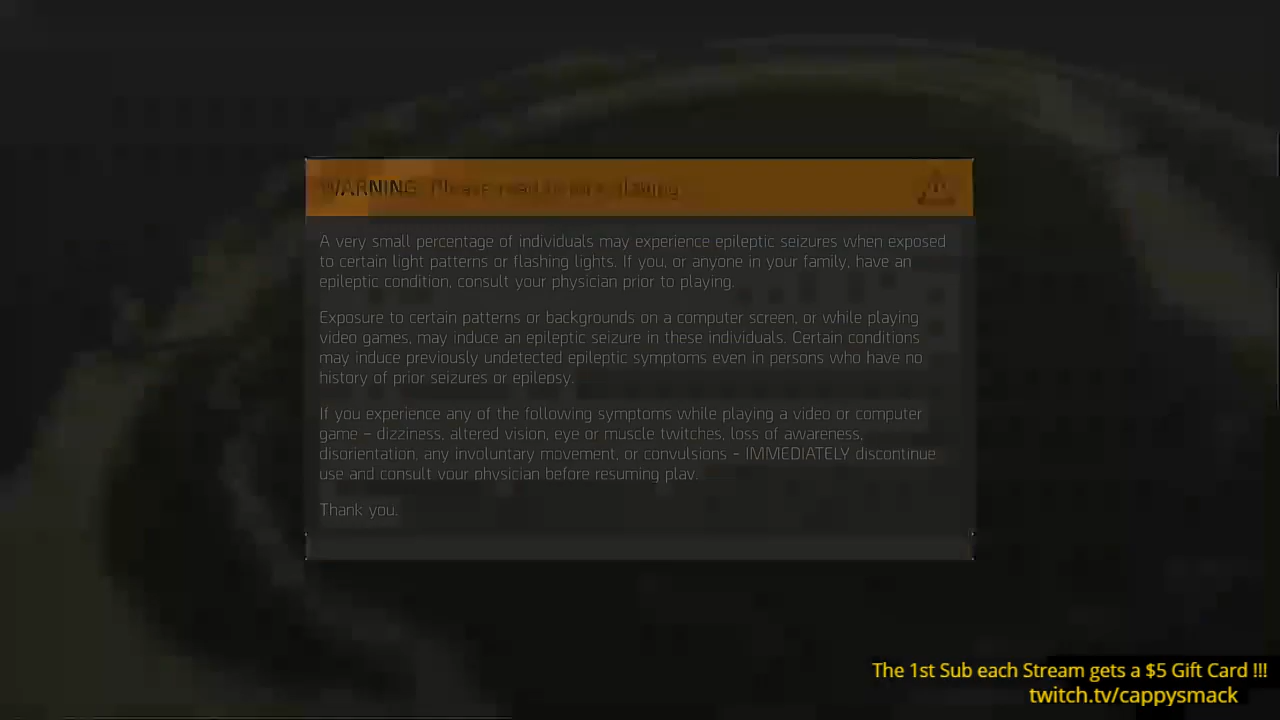 WARNING: Please read before playing.
A very small percentage of individuals may experience epileptic seizures when exposed
to certain light patterns or flashing lights. If you, or anyone in your family, have an
epileptic condition, consult your physician prior to playing.
Exposure to certain patterns or backgrounds on a computer screen, or while playing
video games, may induce an epileptic seizure in these individuals. Certain conditions
may induce previously undetected epileptic symptoms even in persons who have no
history of prior seizures or epilepsy.
If you experience any of the following symptoms while playing a video or computer
game – dizziness, altered vision, eye or muscle twitches, loss of awareness,
disorientation, any involuntary movement, or convulsions – IMMEDIATELY discontinue
use and consult your physician before resuming play.
Thank you.
The 1st Sub each Stream gets a $5 Gift Card !!!
twitch.tv/cappysmack